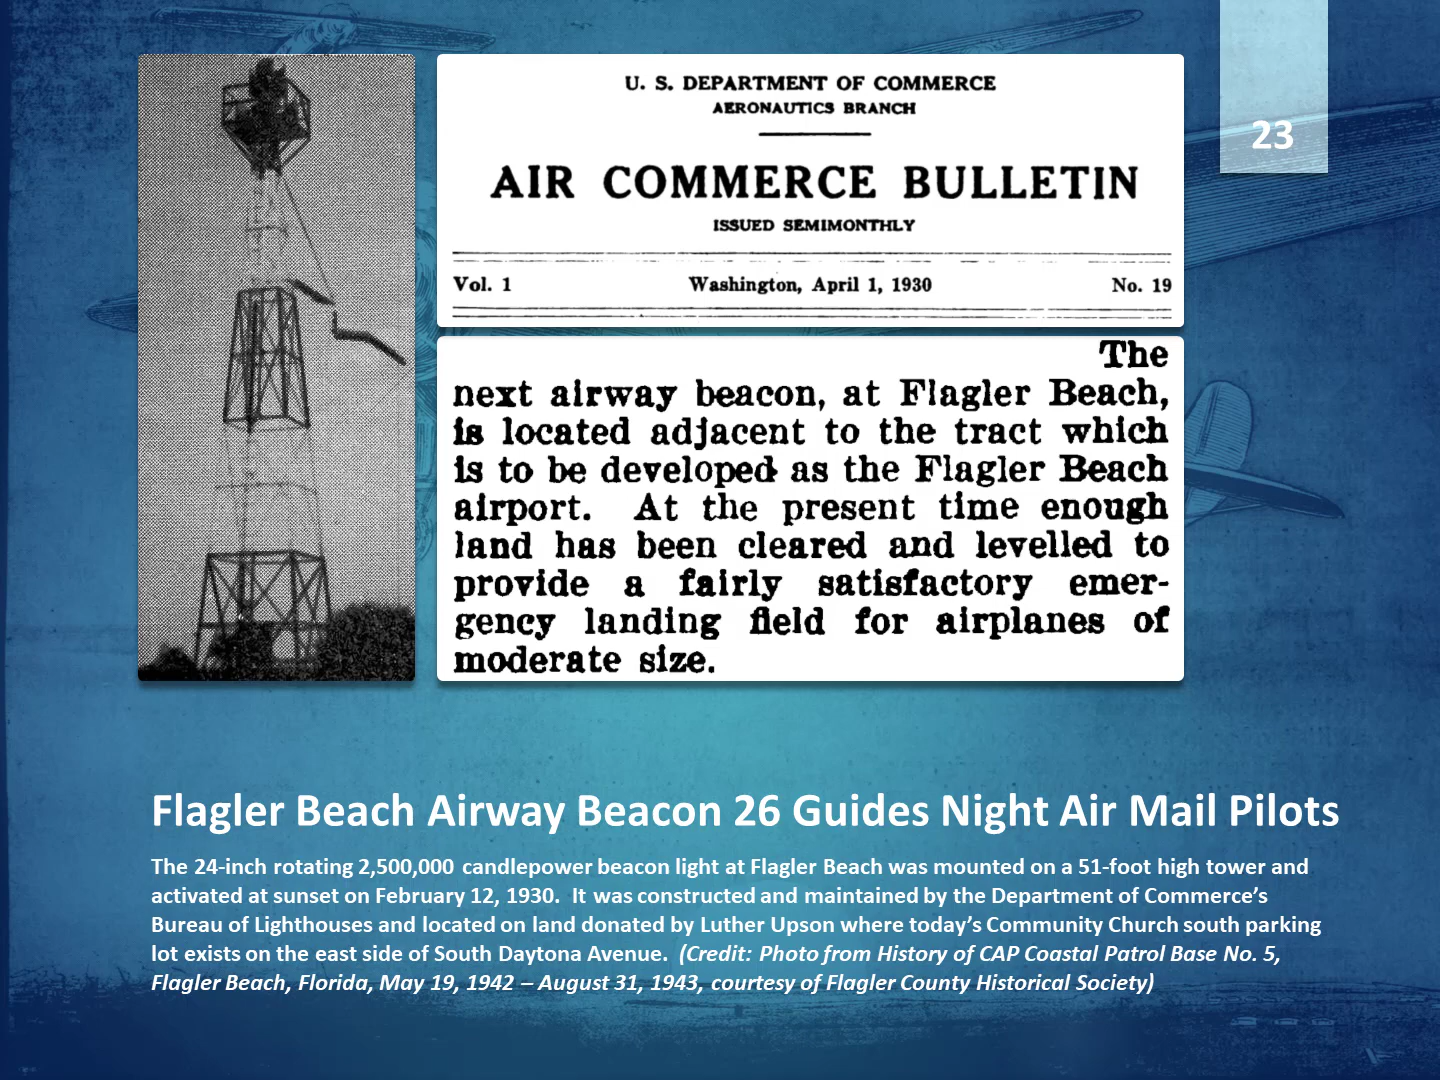 23
U. S. DEPARTMENT OF COMMERCE
AERONAUTICS BRANCH
AIR COMMERCE BULLETIN
ISSUED SEMIMONTHLY
Vol. 1 Washington, April 1, 1930 No. 19
The
next airway beacon, at Flagler Beach,
is located adjacent to the tract which
is to be developed as the Flagler Beach
airport. At the present time enough
land has been cleared and levelled to
provide a fairly satisfactory emer-
gency landing field for airplanes of
moderate size.
Flagler Beach Airway Beacon 26 Guides Night Air Mail Pilots
The 24-inch rotating 2,500,000 candlepower beacon light at Flagler Beach was mounted on a 51-foot high tower and
activated at sunset on February 12, 1930. It was constructed and maintained by the Department of Commerce’s
Bureau of Lighthouses and located on land donated by Luther Upson where today’s Community Church south parking
lot exists on the east side of South Daytona Avenue. (Credit: Photo from History of CAP Coastal Patrol Base No. 5,
Flagler Beach, Florida, May 19, 1942 – August 31, 1943, courtesy of Flagler County Historical Society)